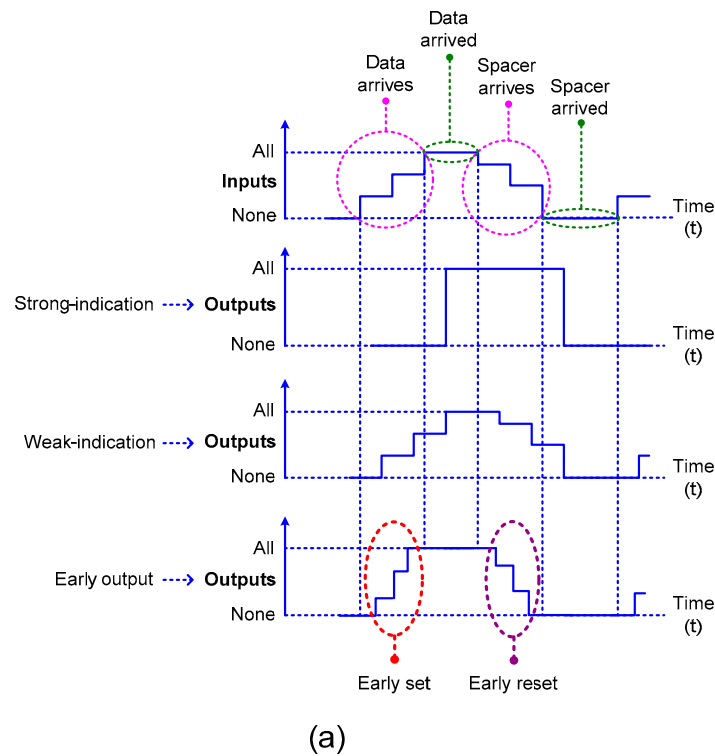 Data
arrived
Data
arrives
Spacer
arrives
Spacer
arrived
All
Inputs
None
Time
(t)
All
Strong-indication Outputs
None
Time
(t)
All
Weak-indication Outputs
None
Time
(t)
All
Early output Outputs
None
Time
(t)
Early set Early reset
(a)